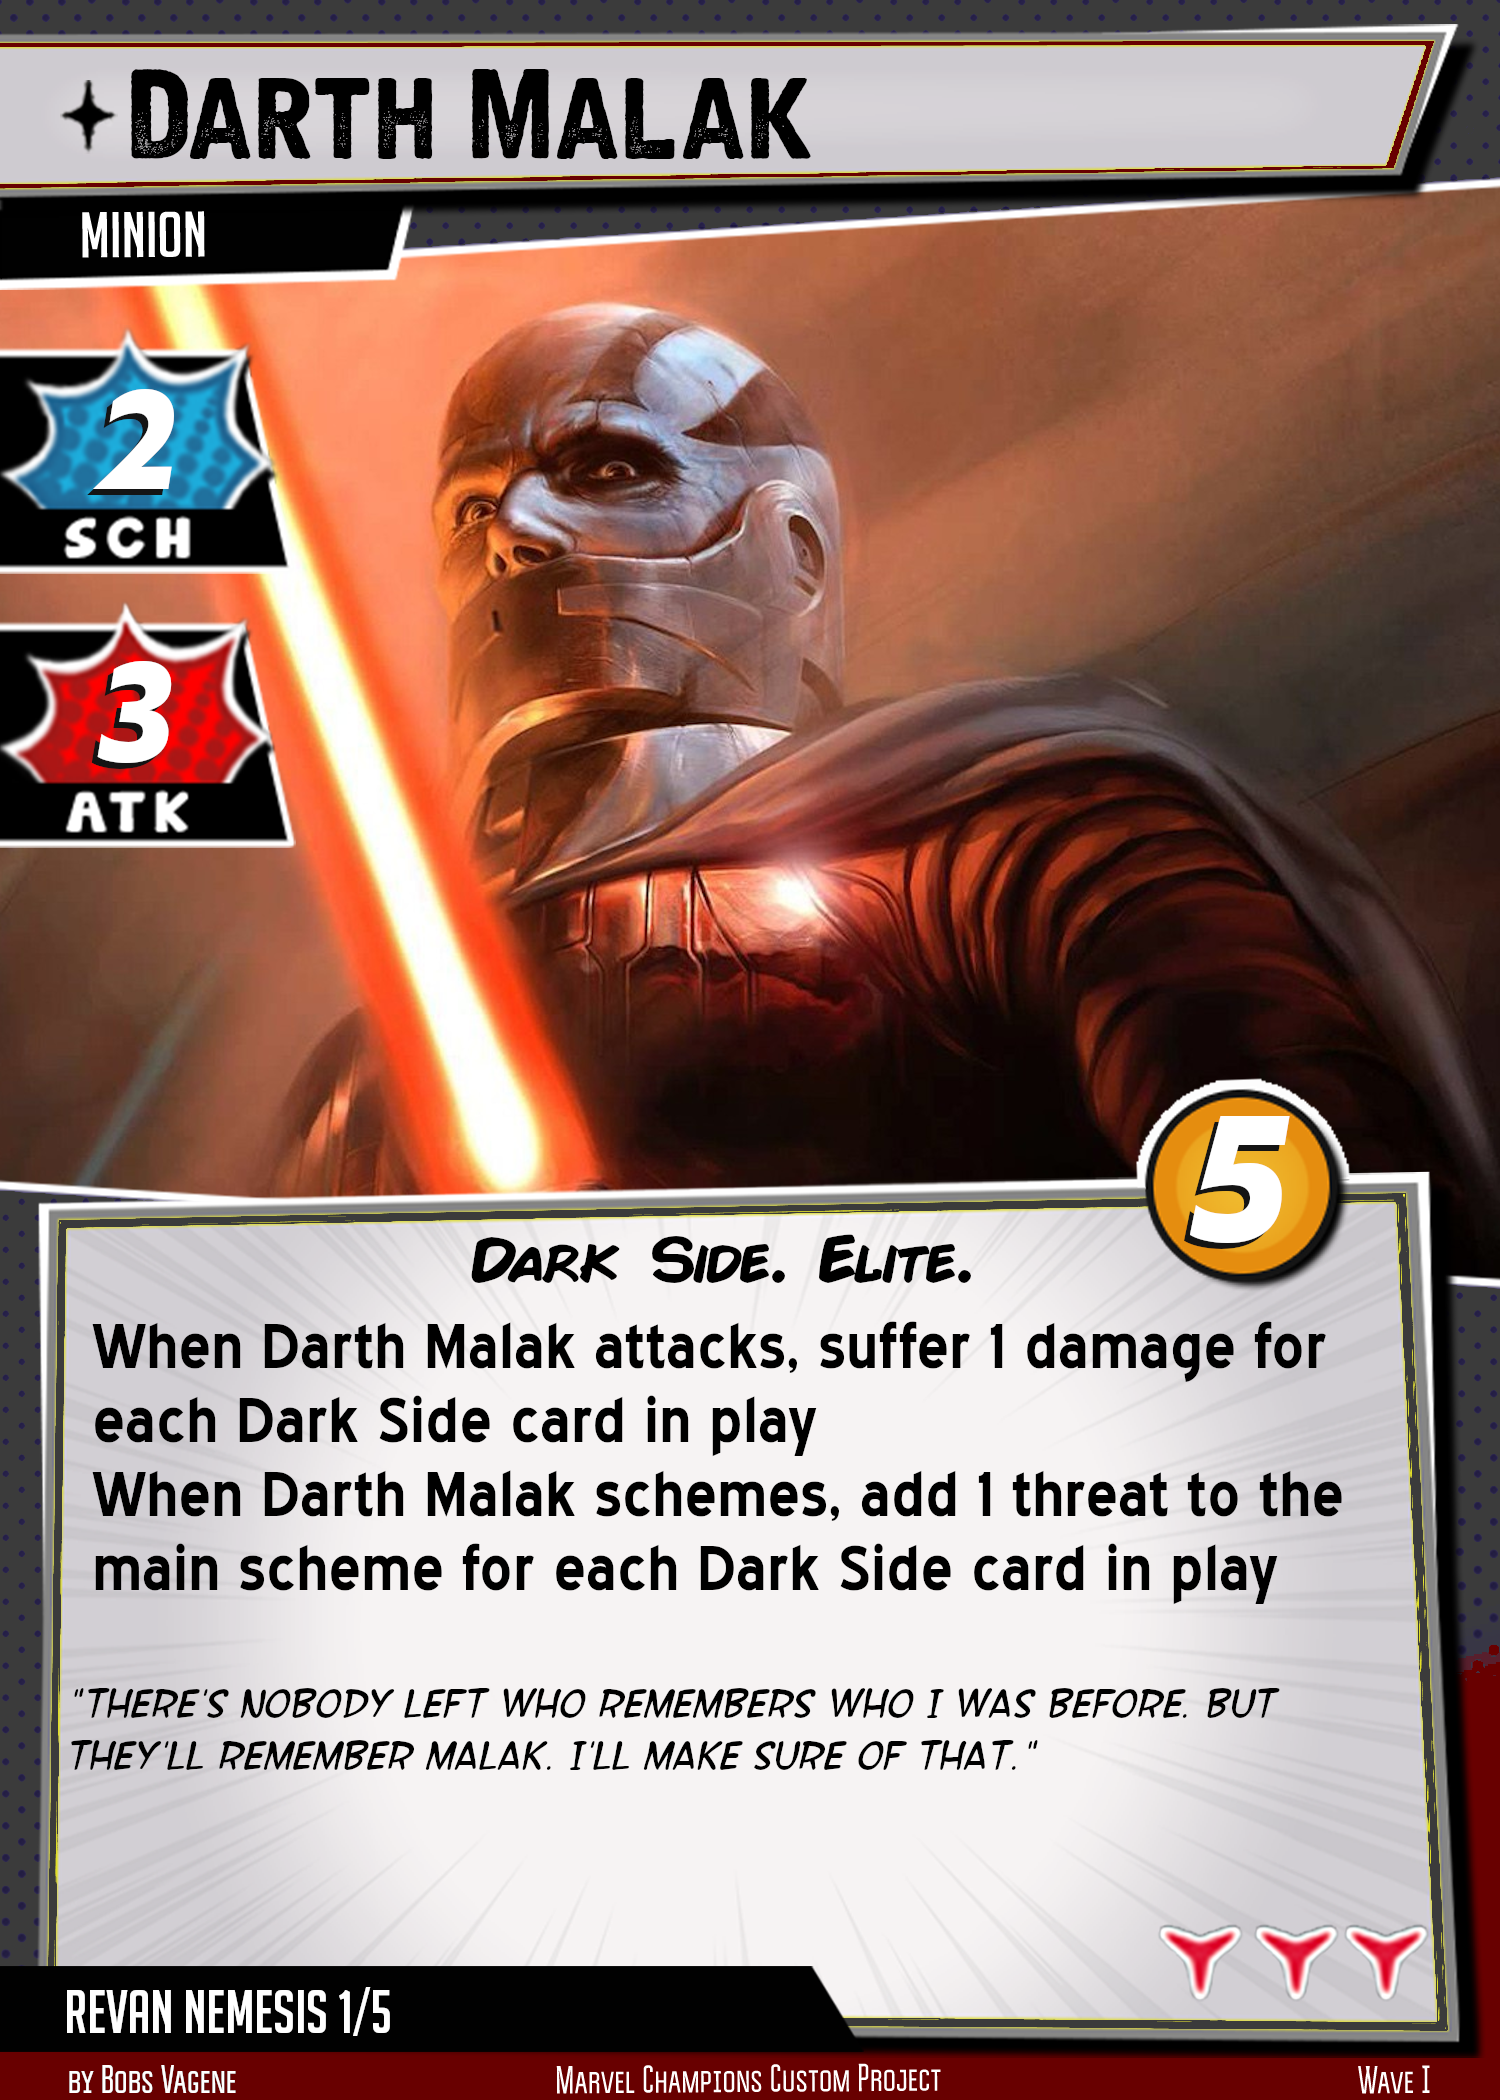 Darth Malak
MINION
2
SCH
3
ATK
5
Dark Side. Elite.
When Darth Malak attacks, suffer 1 damage for
each Dark Side card in play
When Darth Malak schemes, add 1 threat to the
main scheme for each Dark Side card in play
"THERE'S NOBODY LEFT WHO REMEMBERS WHO I WAS BEFORE. BUT
THEY'LL REMEMBER MALAK. I'LL MAKE SURE OF THAT."
REVAN NEMESIS 1/5
by Bobs Vagene
Marvel Champions Custom Project
Wave I